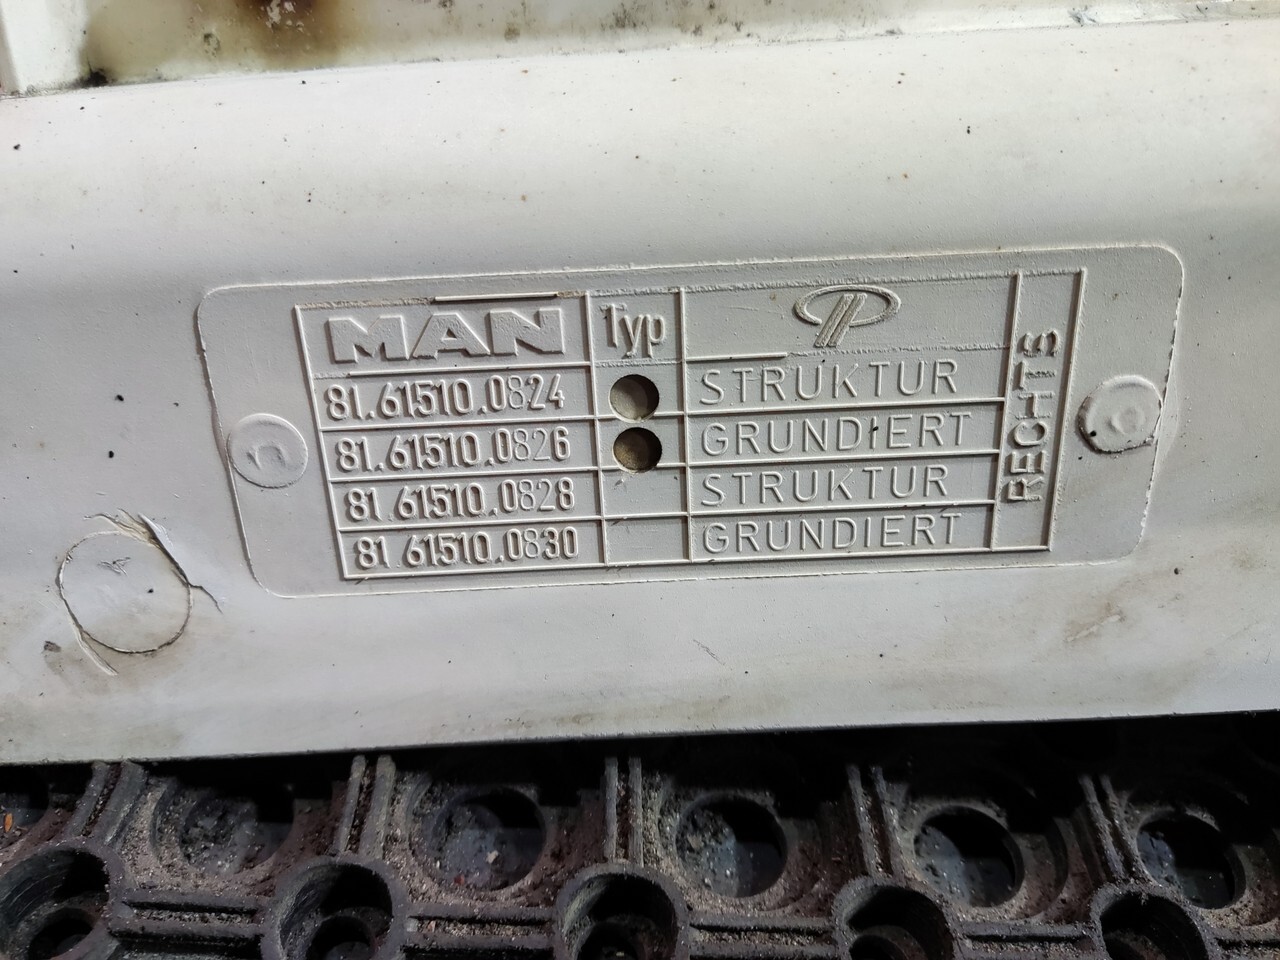 MAN Typ
81.61510.0824 STRUKTUR
81.61510.0826 GRUNDIERT
81.61510.0828 STRUKTUR
81.61510.0830 GRUNDIERT
RECHTS